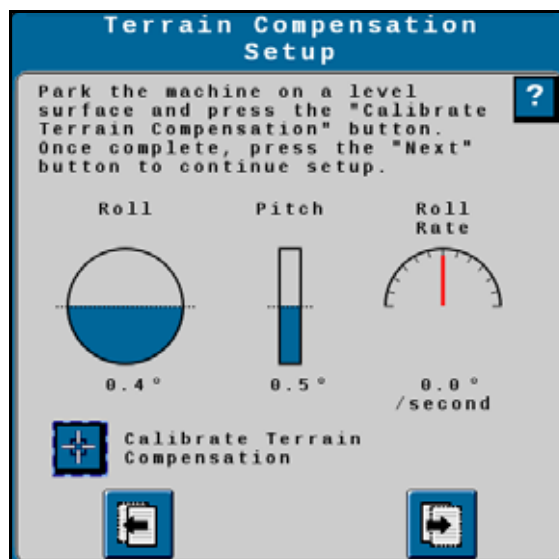 Terrain Compensation
Setup
Park the machine on a level
surface and press the "Calibrate
Terrain Compensation" button.
Once complete, press the "Next"
button to continue setup.
?
Roll
Pitch
Roll
Rate
0.4°
0.5°
0.0°
/second
Calibrate Terrain
Compensation